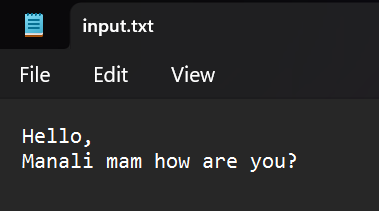 input.txt
File Edit View
Hello,
Manali mam how are you?